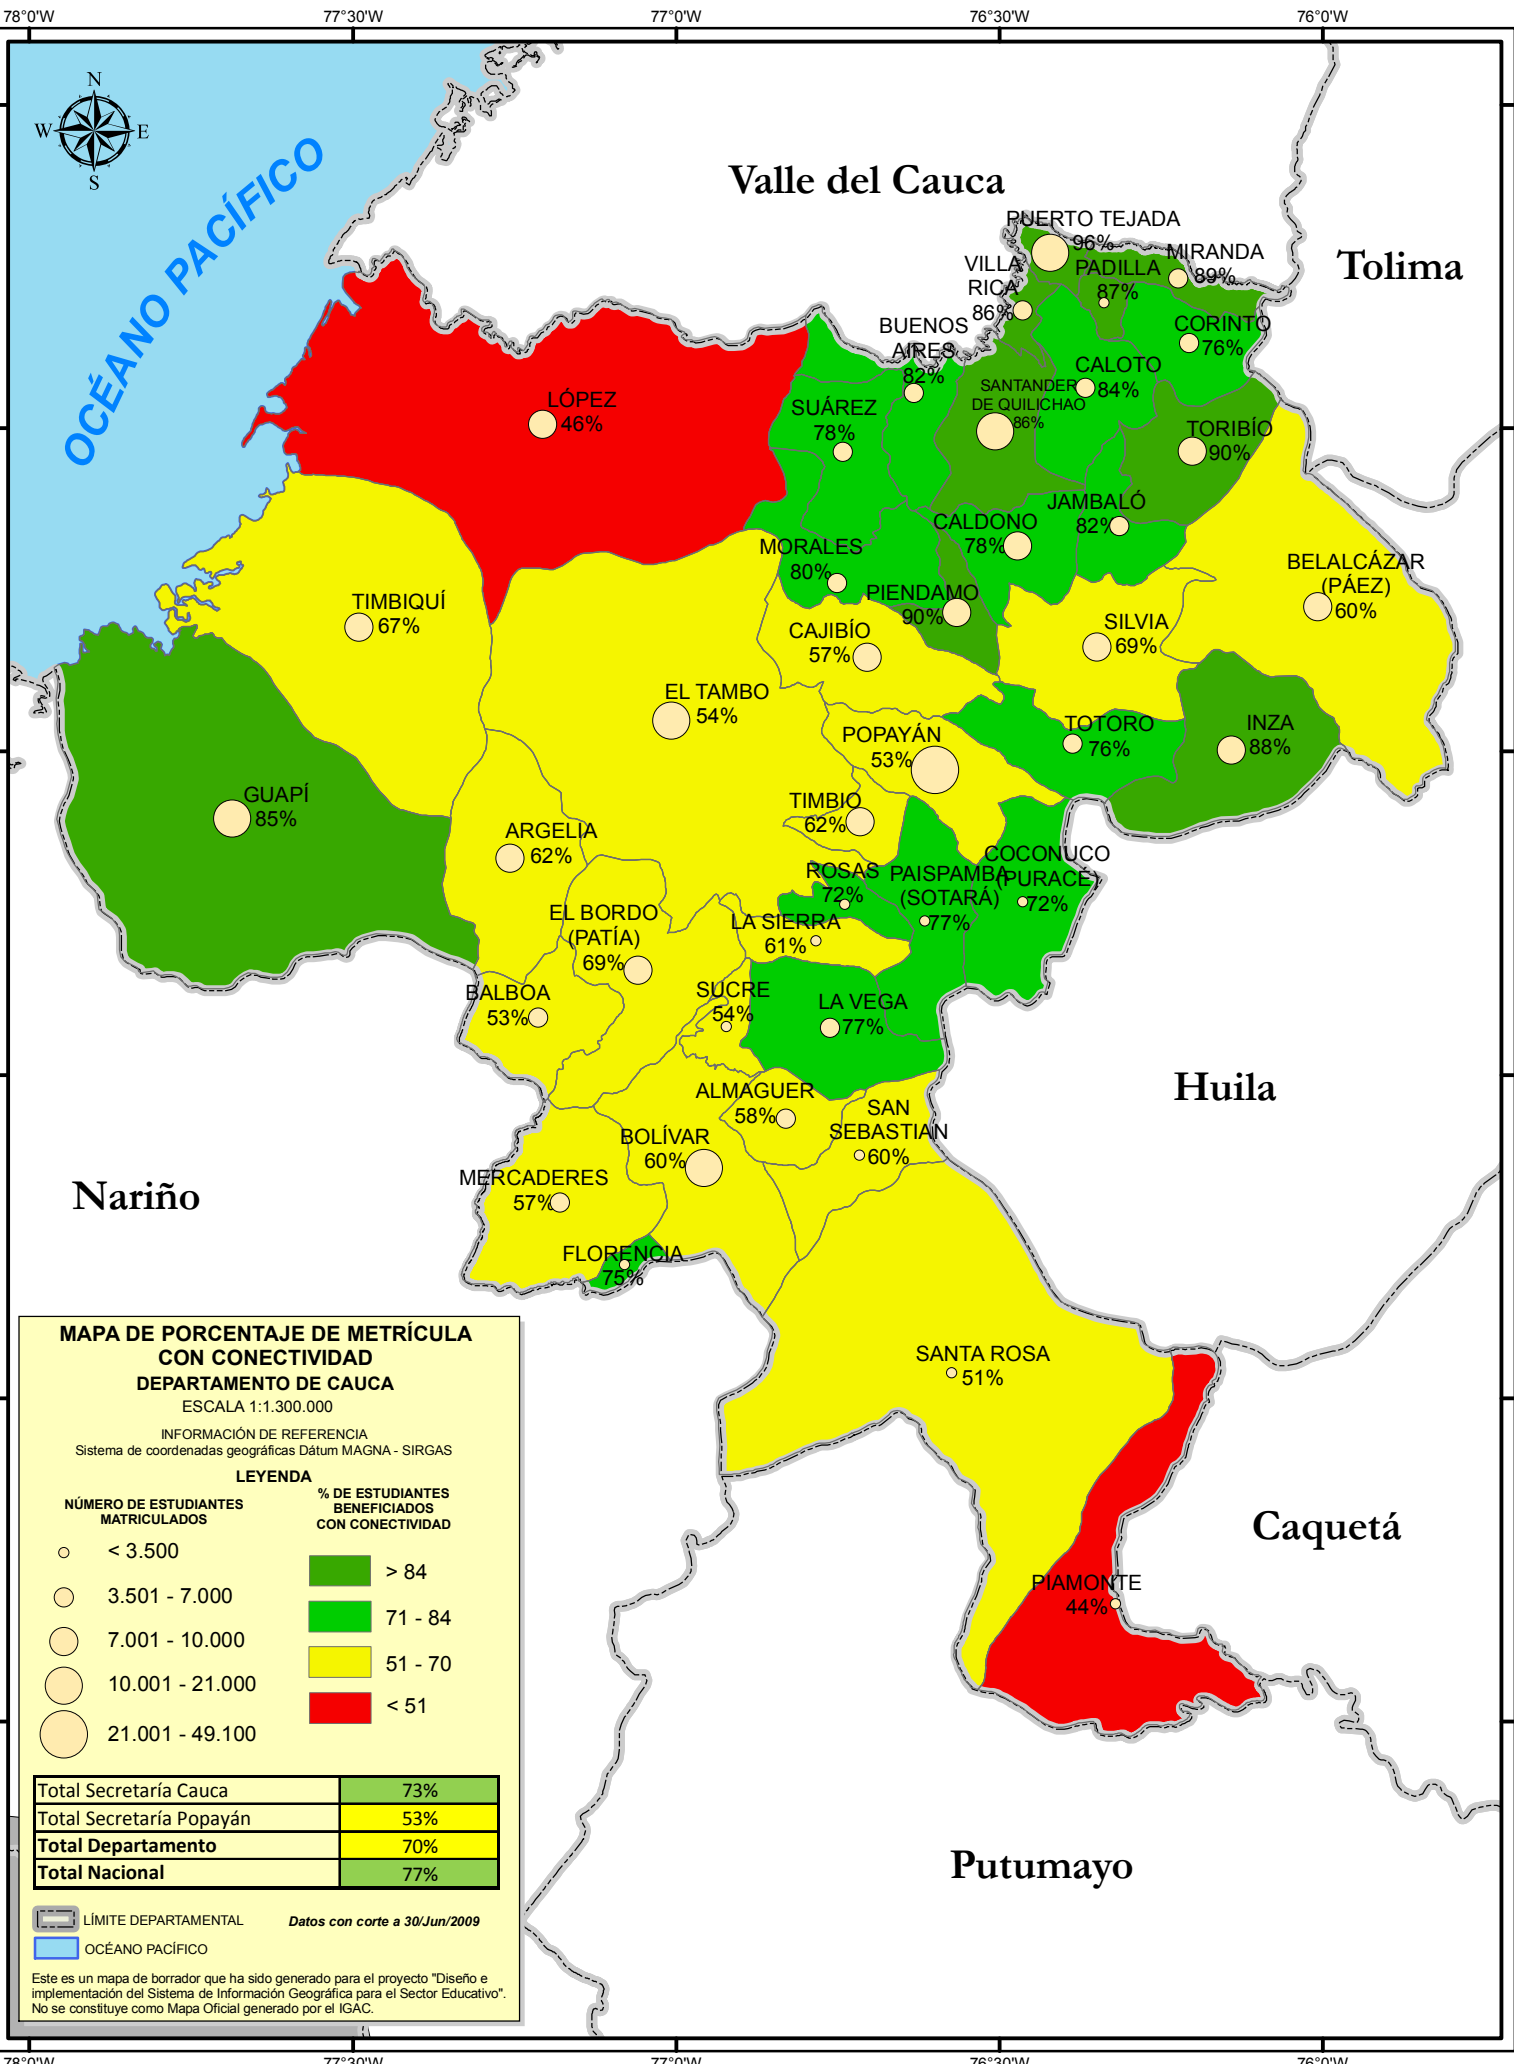 78°0'W
77°30'W
77°0'W
76°30'W
76°0'W
N
W
E
S
OCÉANO PACÍFICO
Valle del Cauca
Tolima
PUERTO TEJADA
96%
MIRANDA
89%
VILLA
RICA
86%
PADILLA
87%
CORINTO
76%
BUENOS
AIRES
82%
CALOTO
84%
SANTANDER
DE QUILICHAO
86%
LÓPEZ
46%
SUÁREZ
78%
TORIBÍO
90%
JAMBALÓ
82%
CALDONO
78%
MORALES
80%
BELALCÁZAR
(PÁEZ)
60%
PIENDAMO
90%
TIMBIQUÍ
67%
CAJIBÍO
57%
SILVIA
69%
EL TAMBO
54%
POPAYÁN
53%
TOTORO
76%
INZA
88%
GUAPÍ
85%
TIMBIO
62%
ARGELIA
62%
COCONUCO
(PURACÉ)
72%
ROSAS
72%
PAISPAMBA
(SOTARÁ)
77%
EL BORDO
(PATÍA)
69%
LA SIERRA
61%
BALBOA
53%
SUCRE
54%
LA VEGA
77%
Huila
ALMAGUER
58%
SAN
SEBASTIAN
60%
BOLÍVAR
60%
MERCADERES
57%
Nariño
FLORENCIA
75%
SANTA ROSA
51%
Caquetá
PIAMONTE
44%
Putumayo
MAPA DE PORCENTAJE DE METRÍCULA
CON CONECTIVIDAD
DEPARTAMENTO DE CAUCA
ESCALA 1:1.300.000
INFORMACIÓN DE REFERENCIA
Sistema de coordenadas geográficas Dátum MAGNA - SIRGAS
LEYENDA
NÚMERO DE ESTUDIANTES
MATRICULADOS
< 3.500
3.501 - 7.000
7.001 - 10.000
10.001 - 21.000
21.001 - 49.100
% DE ESTUDIANTES
BENEFICIADOS
CON CONECTIVIDAD
> 84
71 - 84
51 - 70
< 51
Total Secretaría Cauca 73%
Total Secretaría Popayán 53%
Total Departamento 70%
Total Nacional 77%
LÍMITE DEPARTAMENTAL
Datos con corte a 30/Jun/2009
OCÉANO PACÍFICO
Este es un mapa de borrador que ha sido generado para el proyecto "Diseño e
implementación del Sistema de Información Geográfica para el Sector Educativo".
No se constituye como Mapa Oficial generado por el IGAC.
78°0'W
77°30'W
77°0'W
76°30'W
76°0'W